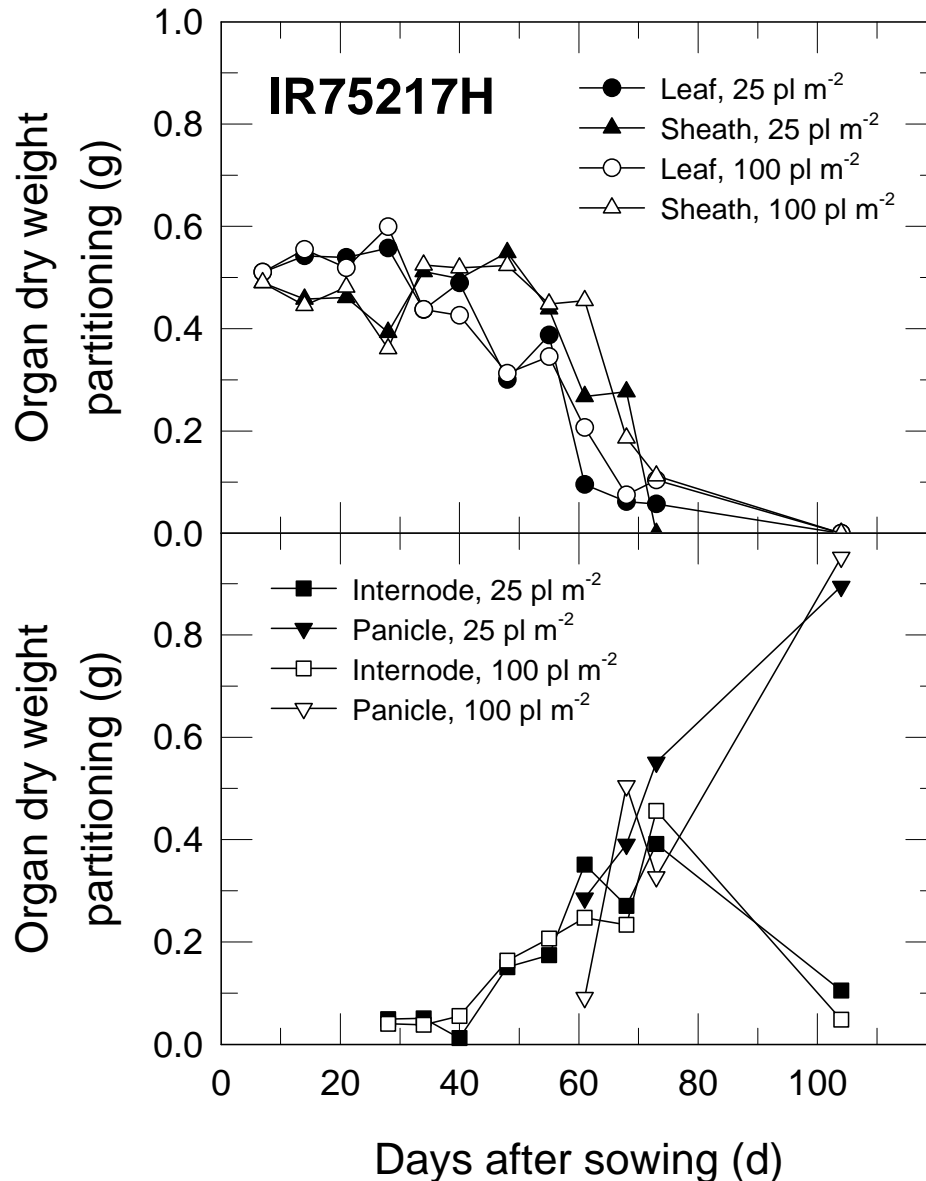 1.0
0.8
0.6
0.4
0.2
0.0
Organ dry weight
partitioning (g)
IR75217H
Leaf, 25 pl m⁻²
Sheath, 25 pl m⁻²
Leaf, 100 pl m⁻²
Sheath, 100 pl m⁻²
0.8
0.6
0.4
0.2
0.0
Organ dry weight
partitioning (g)
Internode, 25 pl m⁻²
Panicle, 25 pl m⁻²
Internode, 100 pl m⁻²
Panicle, 100 pl m⁻²
0 20 40 60 80 100
Days after sowing (d)